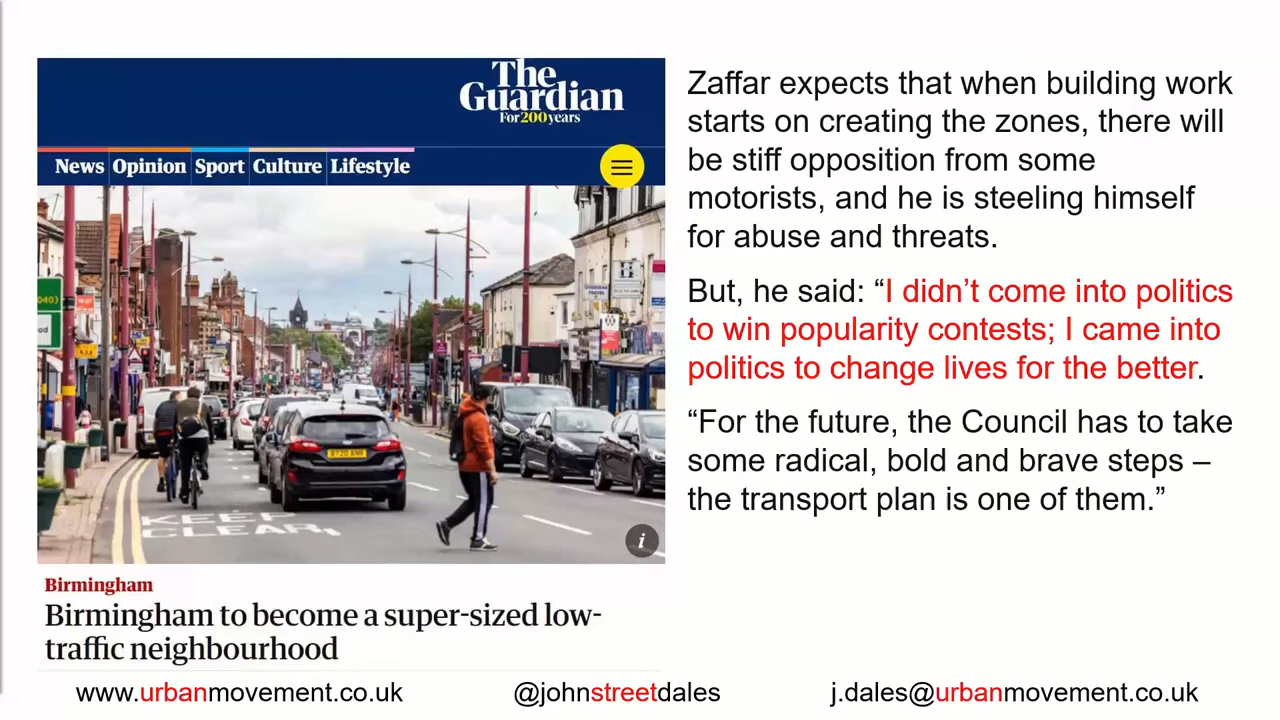 The
Guardian
For 200 years
News Opinion Sport Culture Lifestyle
KEEP
CLEAR
i
Birmingham
Birmingham to become a super-sized low-
traffic neighbourhood
Zaffar expects that when building work
starts on creating the zones, there will
be stiff opposition from some
motorists, and he is steeling himself
for abuse and threats.
But, he said: “I didn’t come into politics
to win popularity contests; I came into
politics to change lives for the better.
“For the future, the Council has to take
some radical, bold and brave steps –
the transport plan is one of them.”
www.urbanmovement.co.uk @johnstreetdales j.dales@urbanmovement.co.uk